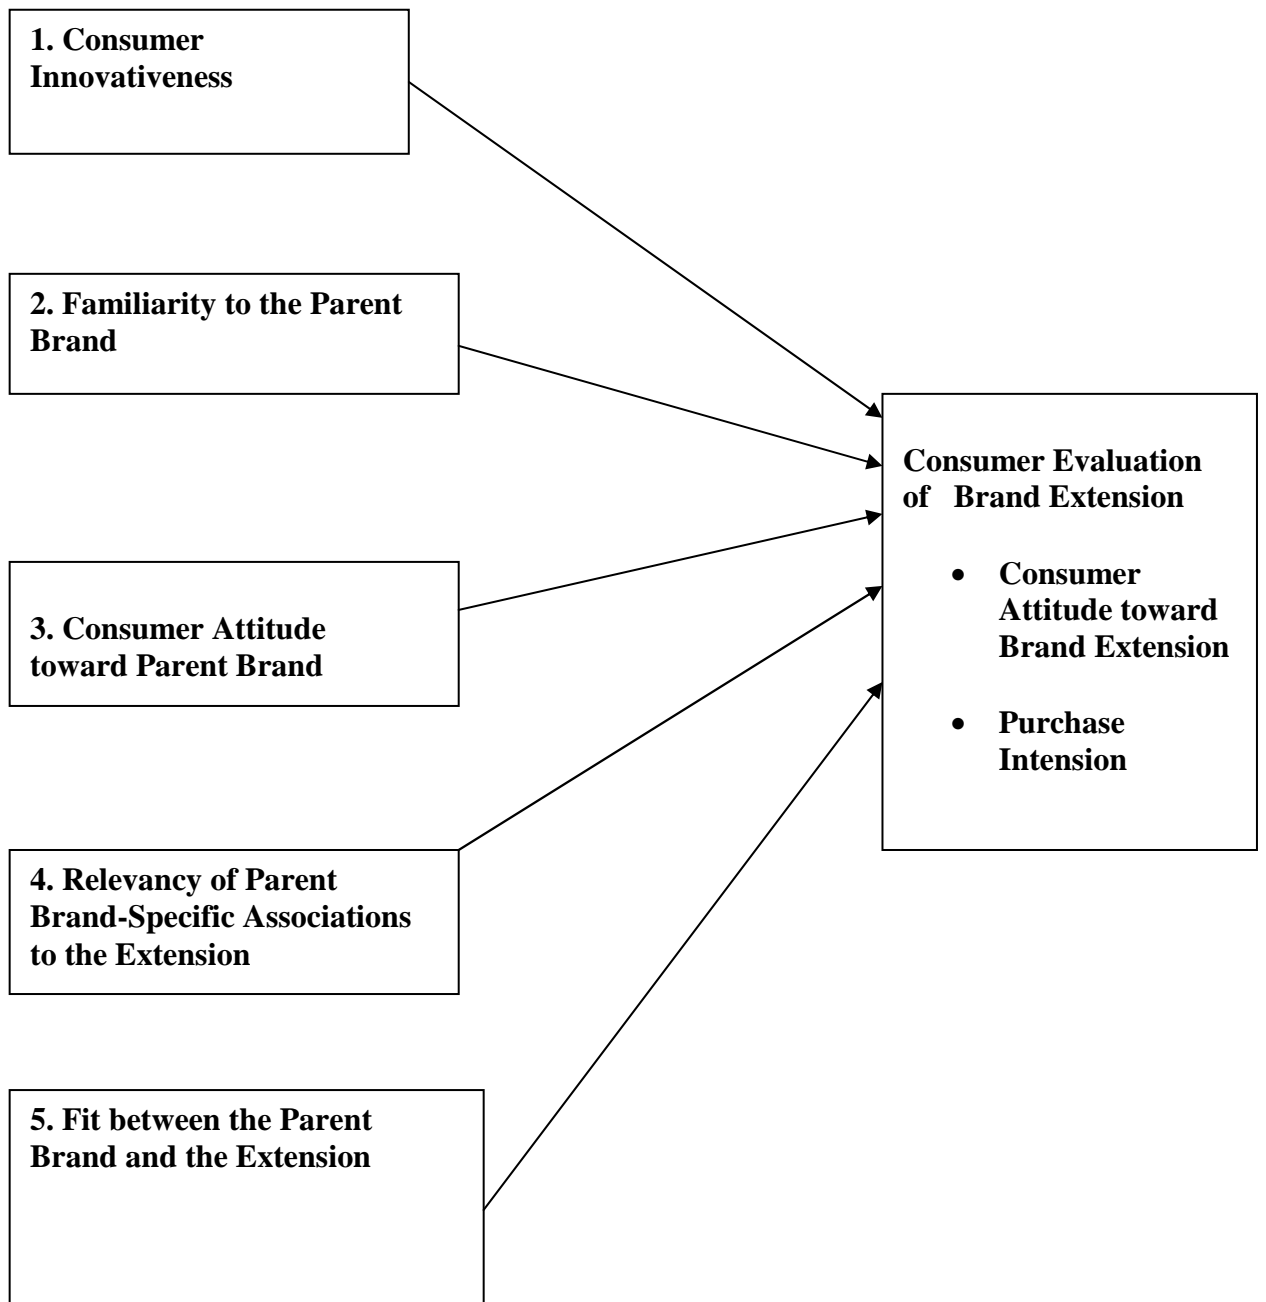 1. Consumer
Innovativeness
2. Familiarity to the Parent
Brand
3. Consumer Attitude
toward Parent Brand
4. Relevancy of Parent
Brand-Specific Associations
to the Extension
5. Fit between the Parent
Brand and the Extension
Consumer Evaluation
of Brand Extension
• Consumer
Attitude toward
Brand Extension
• Purchase
Intension